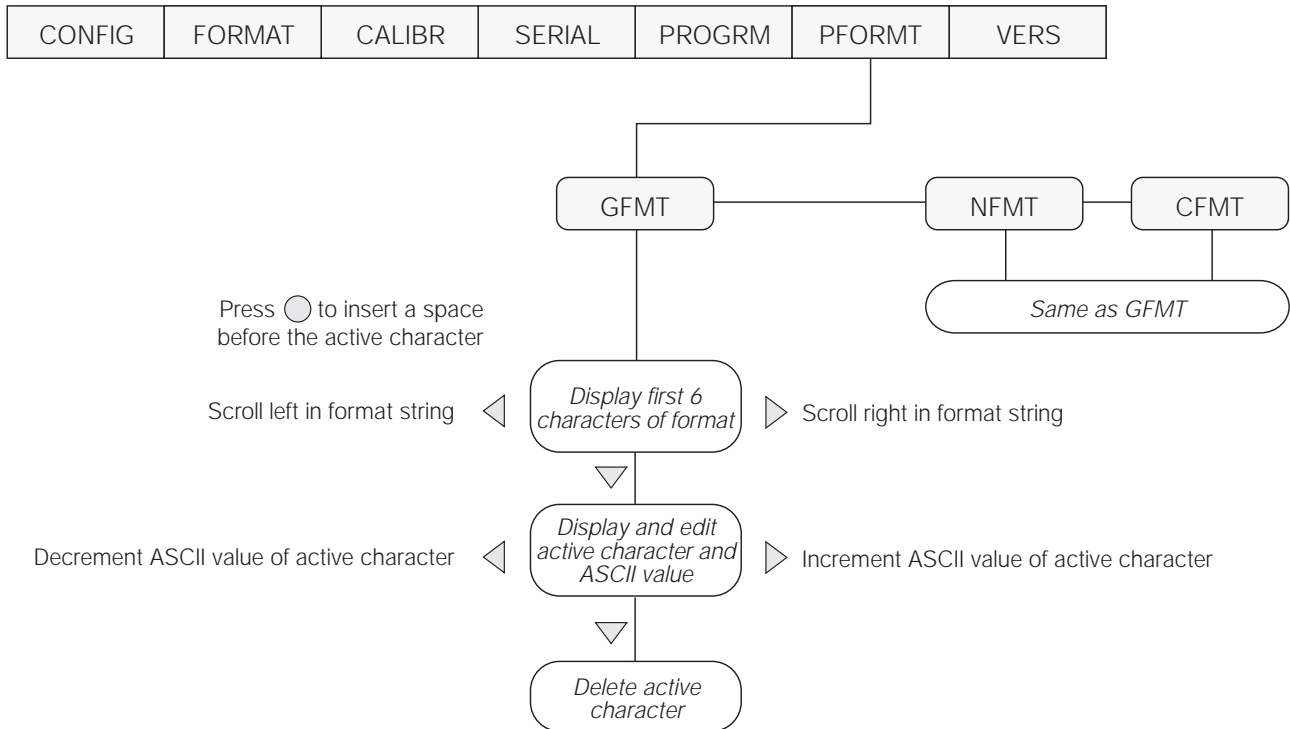 CONFIG FORMAT CALIBR SERIAL PROGRM PFORMT VERS
GFMT NFMT CFMT
Same as GFMT
Press to insert a space
before the active character
Display first 6
characters of format
Scroll left in format string
Scroll right in format string
Display and edit
active character and
ASCII value
Decrement ASCII value of active character
Increment ASCII value of active character
Delete active
character